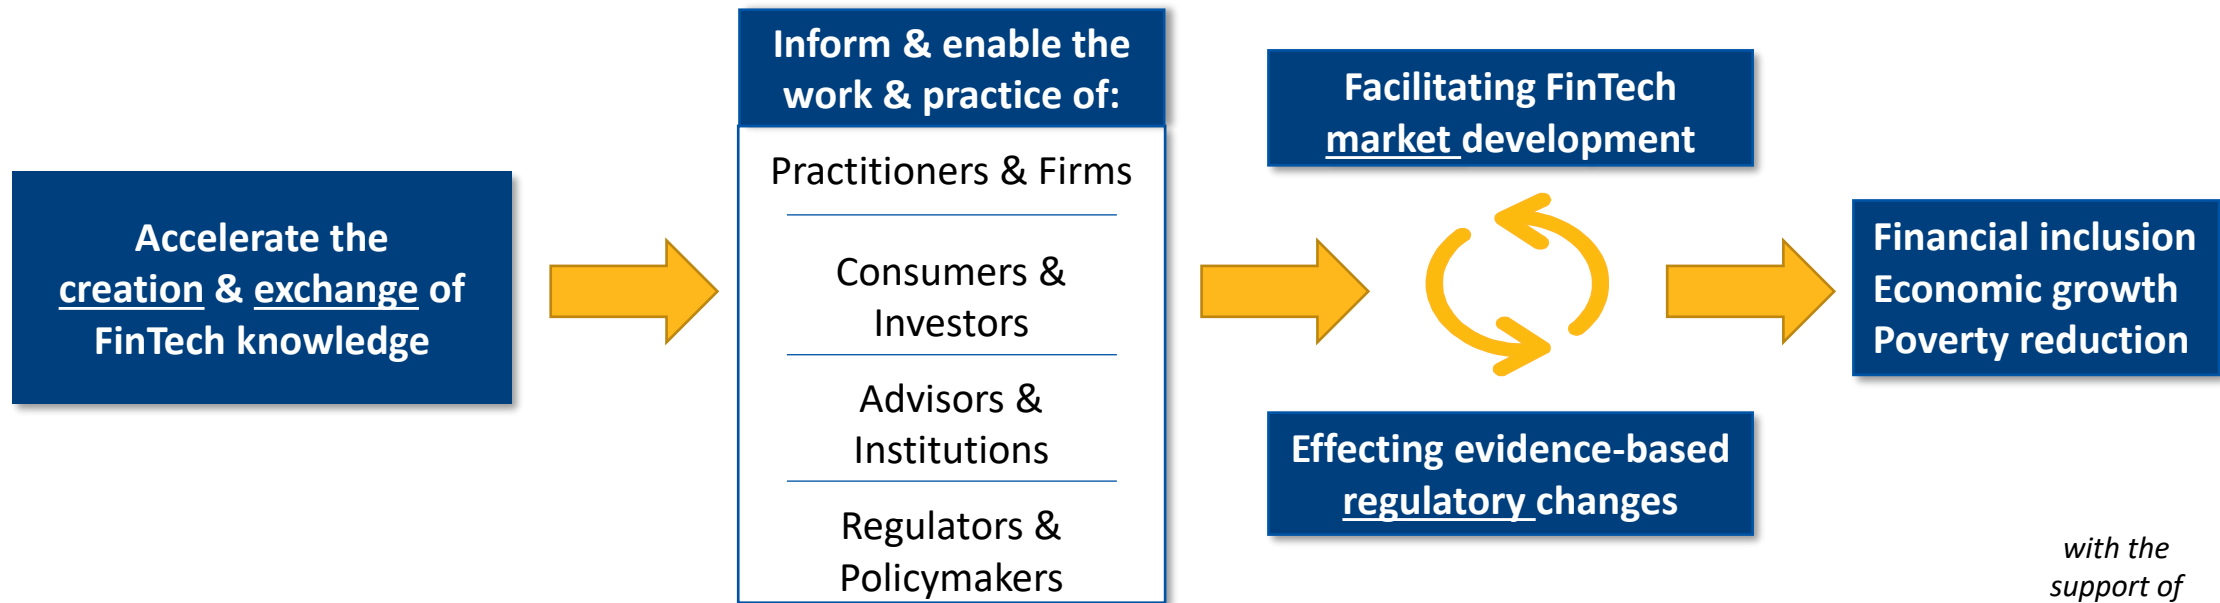 Accelerate the
creation & exchange of
FinTech knowledge
Inform & enable the
work & practice of:
Practitioners & Firms
Consumers &
Investors
Advisors &
Institutions
Regulators &
Policymakers
Facilitating FinTech
market development
Effecting evidence-based
regulatory changes
Financial inclusion
Economic growth
Poverty reduction
with the
support of